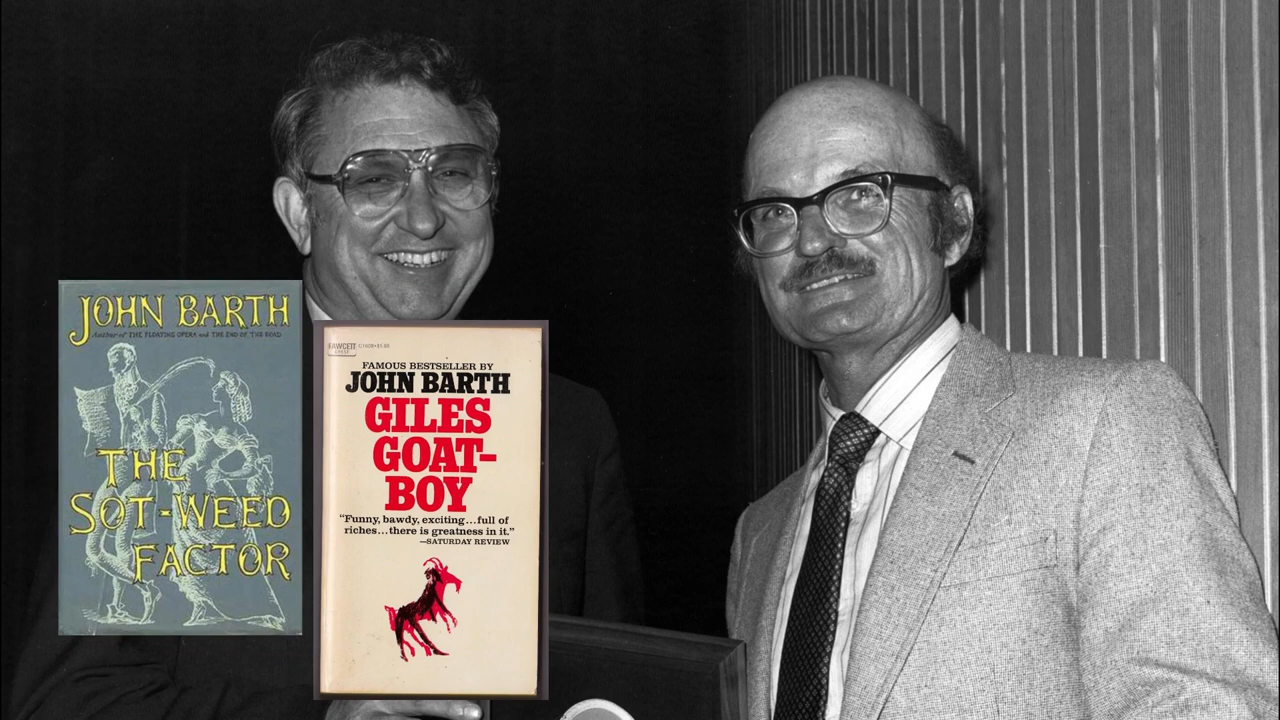 JOHN BARTH
Author of THE FLOATING OPERA and THE END OF THE ROAD
THE
SOT-WEED
FACTOR
FAWCETT
CREST
FAMOUS BESTSELLER BY
JOHN BARTH
GILES
GOAT-
BOY
“Funny, bawdy, exciting...full of
riches...there is greatness in it.”
—SATURDAY REVIEW